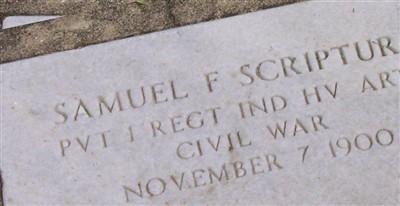 SAMUEL F SCRIPTUR
PVT 1 REGT IND HV ART
CIVIL WAR
NOVEMBER 7 1900